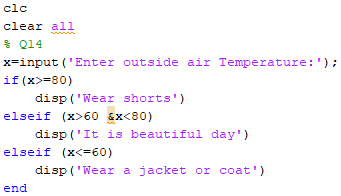 clc
clear all
% Q14
x=input('Enter outside air Temperature:');
if(x>=80)
    disp('Wear shorts')
elseif (x>60 &x<80)
    disp('It is beautiful day')
elseif (x<=60)
    disp('Wear a jacket or coat')
end